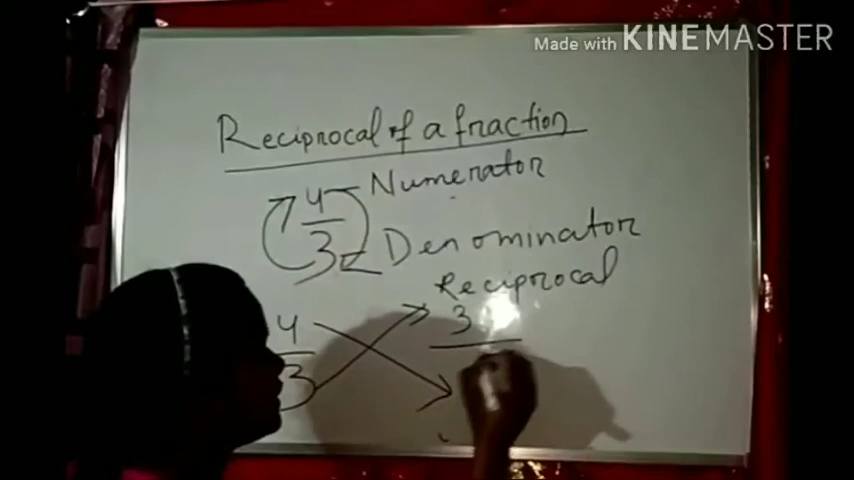 Made with KINEMASTER
Reciprocal of a fraction
4 Numerator
3 Denominator
Reciprocal
4 3
3